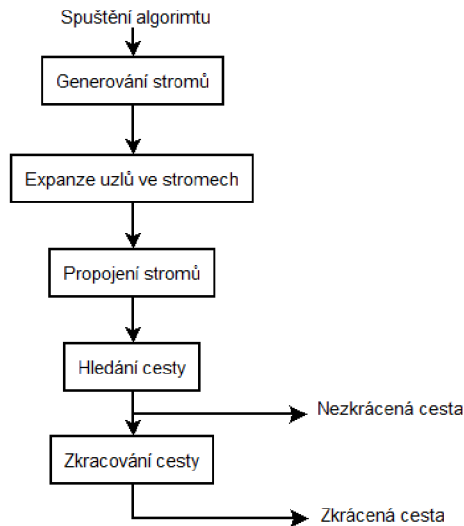 Spuštění algorimtu
Generování stromů
Expanze uzlů ve stromech
Propojení stromů
Hledání cesty
Nezkrácená cesta
Zkracování cesty
Zkrácená cesta